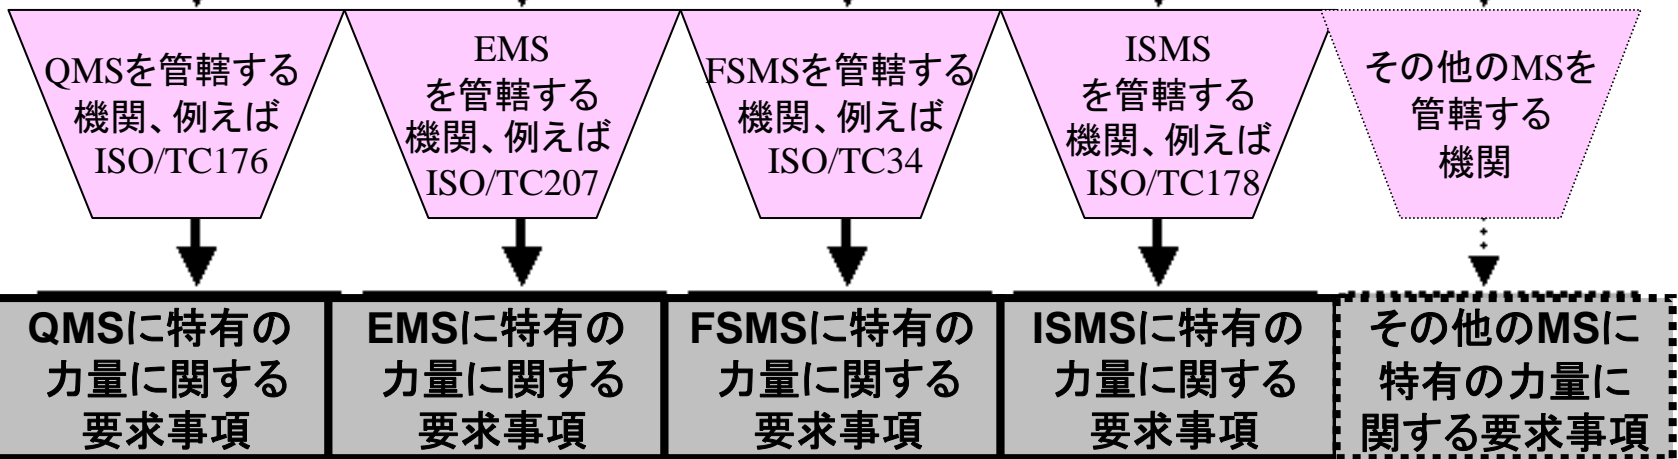 QMSを管轄する
機関、例えば
ISO/TC176
EMS
を管轄する
機関、例えば
ISO/TC207
FSMSを管轄する
機関、例えば
ISO/TC34
ISMS
を管轄する
機関、例えば
ISO/TC178
その他のMSを
管轄する
機関
QMSに特有の
力量に関する
要求事項
EMSに特有の
力量に関する
要求事項
FSMSに特有の
力量に関する
要求事項
ISMSに特有の
力量に関する
要求事項
その他のMSに
特有の力量に
関する要求事項